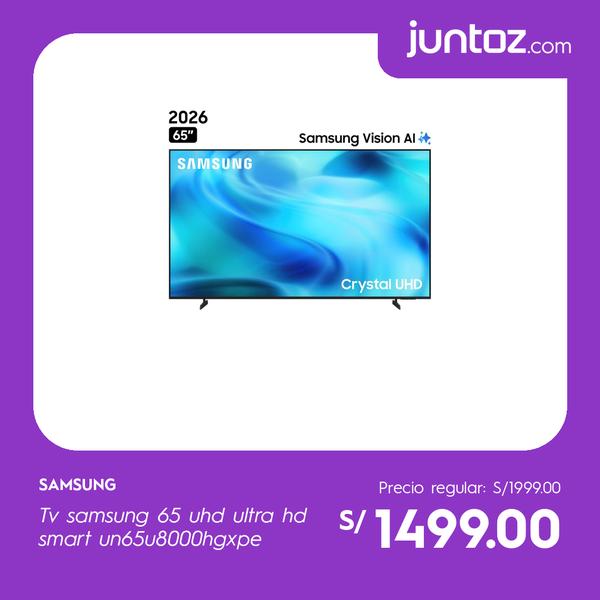 juntoz.com
2026
65"
Samsung Vision AI
SAMSUNG
Crystal UHD
SAMSUNG
Precio regular: S/1999.00
Tv samsung 65 uhd ultra hd
smart un65u8000hgxpe
S/ 1499.00